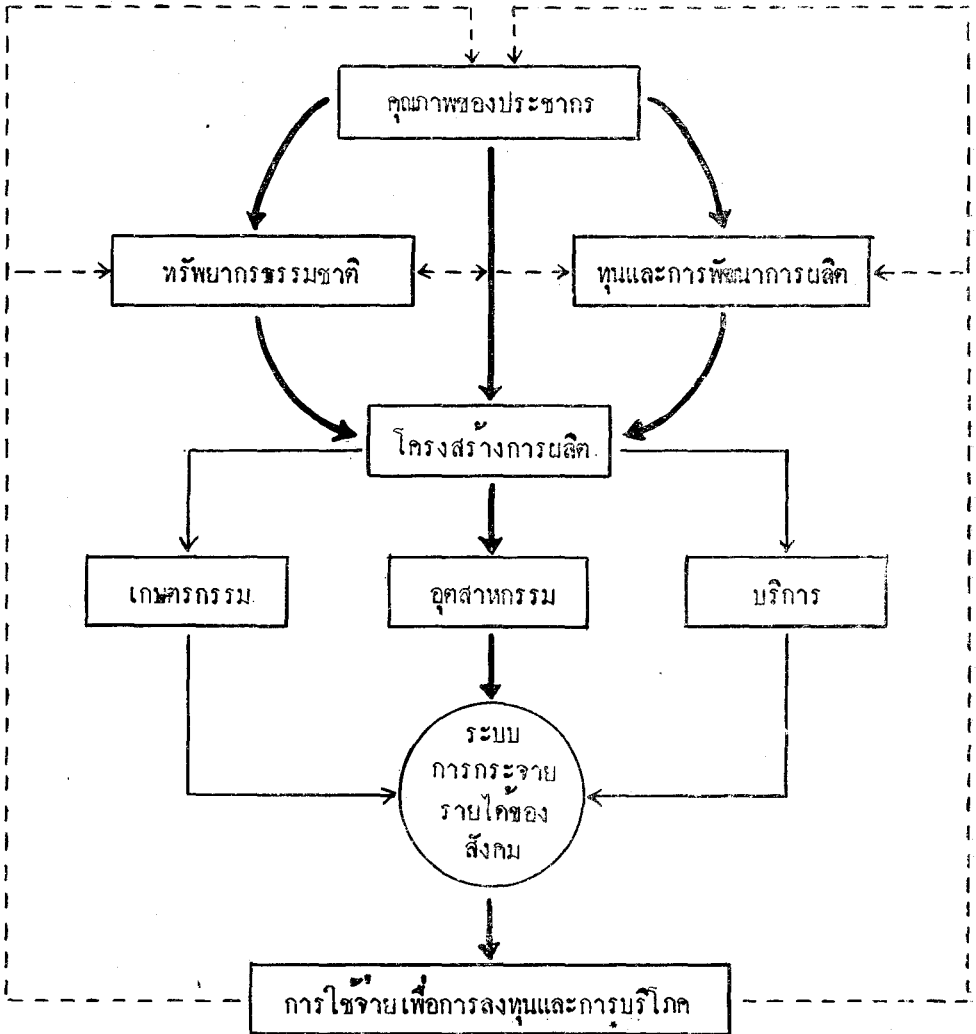 คุณภาพของประชากร
ทรัพยากรธรรมชาติ
ทุนและการพัฒนาการผลิต
โครงสร้างการผลิต
เกษตรกรรม
อุตสาหกรรม
บริการ
ระบบ
การกระจาย
รายได้ของ
สังคม
การใช้จ่ายเพื่อการลงทุนและการบริโภค